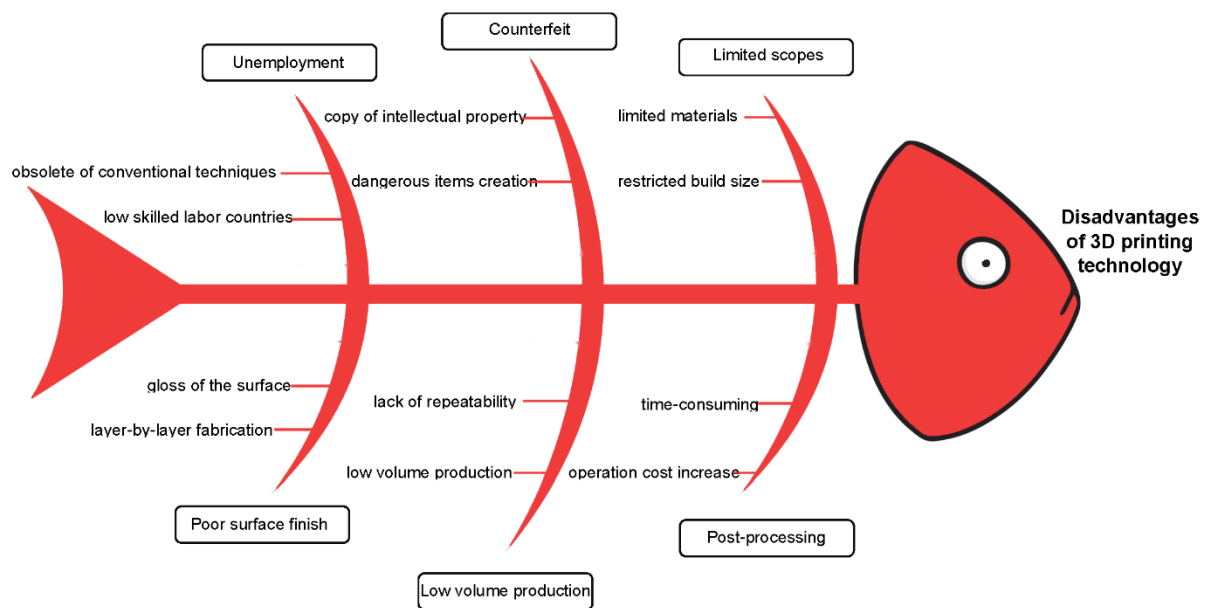 Counterfeit
Unemployment
Limited scopes
copy of intellectual property
limited materials
obsolete of conventional techniques
dangerous items creation
restricted build size
low skilled labor countries
Disadvantages
of 3D printing
technology
gloss of the surface
lack of repeatability
time-consuming
layer-by-layer fabrication
low volume production
operation cost increase
Poor surface finish
Post-processing
Low volume production